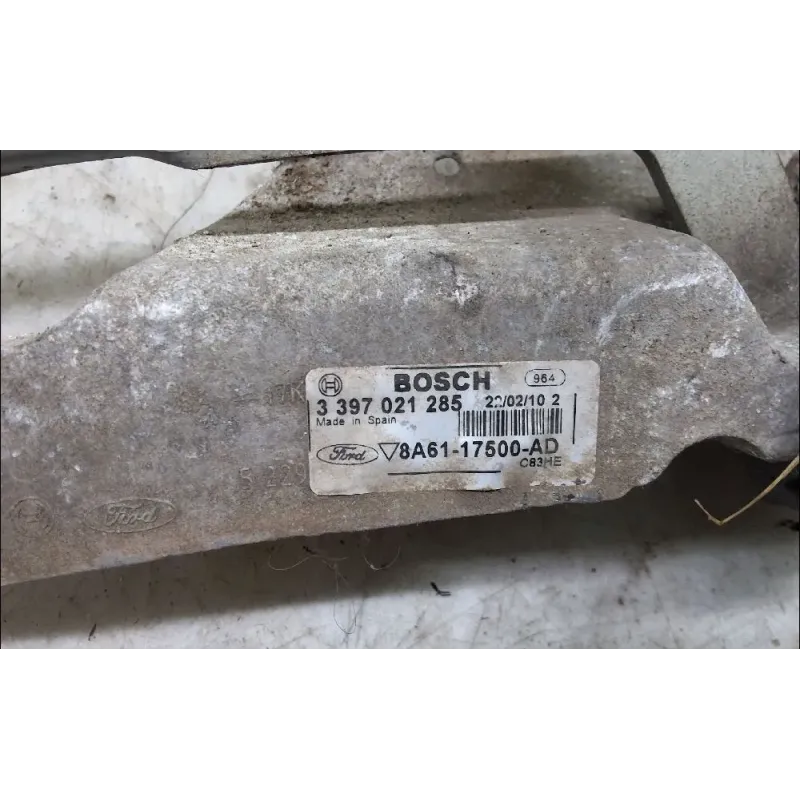 BOSCH 964
3 397 021 285 22/02/10 2
Made in Spain
Ford 8A61-17500-AD
C83HE
Ford